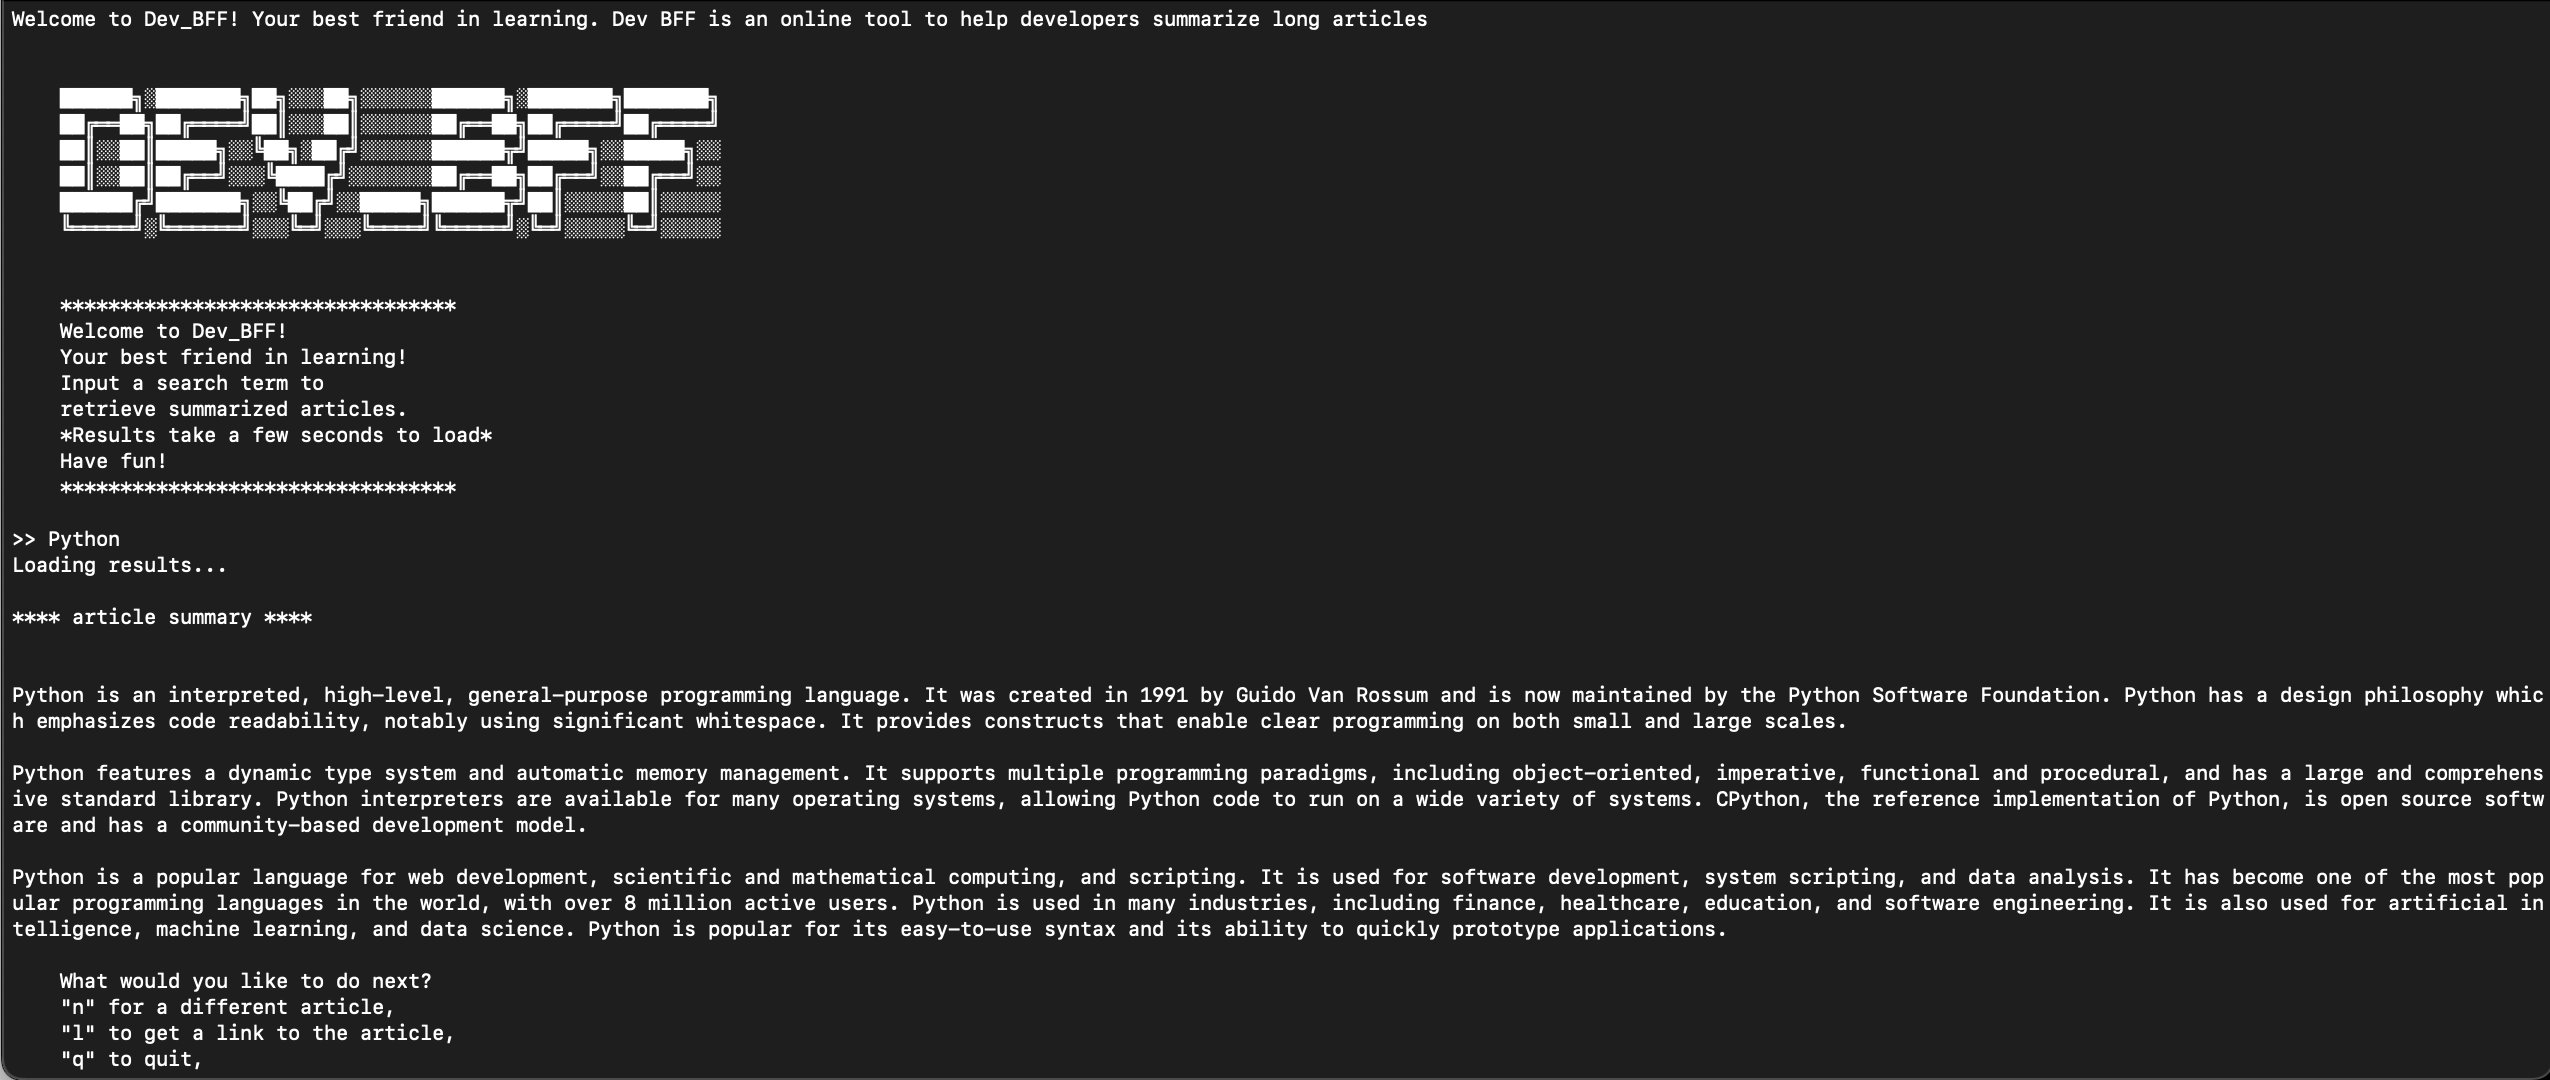 Welcome to Dev_BFF! Your best friend in learning. Dev BFF is an online tool to help developers summarize long articles
DEV_BFF
*********************************
Welcome to Dev_BFF!
Your best friend in learning!
Input a search term to
retrieve summarized articles.
*Results take a few seconds to load*
Have fun!
*********************************
>> Python
Loading results...
**** article summary ****
Python is an interpreted, high-level, general-purpose programming language. It was created in 1991 by Guido Van Rossum and is now maintained by the Python Software Foundation. Python has a design philosophy whic
h emphasizes code readability, notably using significant whitespace. It provides constructs that enable clear programming on both small and large scales.
Python features a dynamic type system and automatic memory management. It supports multiple programming paradigms, including object-oriented, imperative, functional and procedural, and has a large and comprehens
ive standard library. Python interpreters are available for many operating systems, allowing Python code to run on a wide variety of systems. CPython, the reference implementation of Python, is open source softw
are and has a community-based development model.
Python is a popular language for web development, scientific and mathematical computing, and scripting. It is used for software development, system scripting, and data analysis. It has become one of the most pop
ular programming languages in the world, with over 8 million active users. Python is used in many industries, including finance, healthcare, education, and software engineering. It is also used for artificial in
telligence, machine learning, and data science. Python is popular for its easy-to-use syntax and its ability to quickly prototype applications.
What would you like to do next?
"n" for a different article,
"l" to get a link to the article,
"q" to quit,